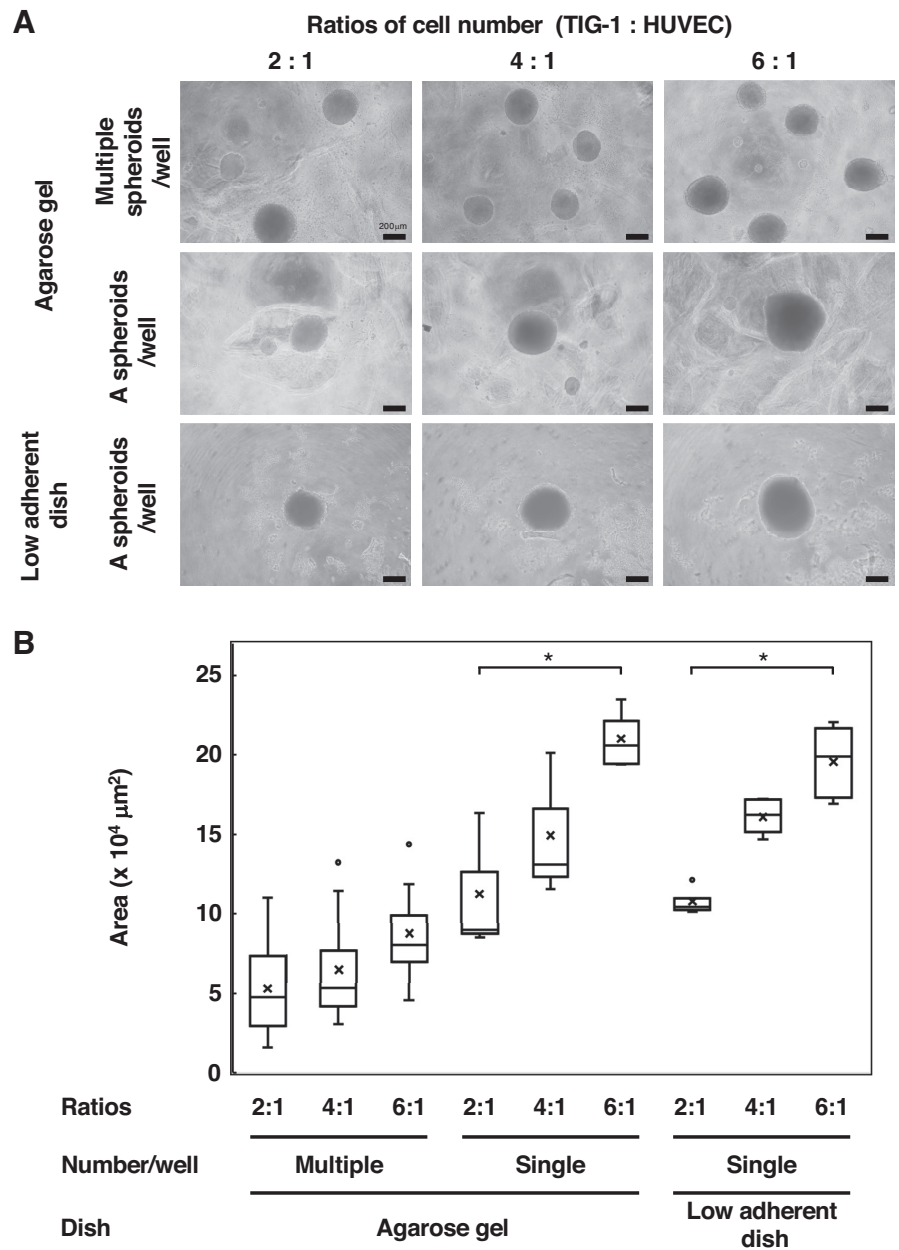 A
Ratios of cell number (TIG-1 : HUVEC)
2 : 1
4 : 1
6 : 1
Agarose gel
Multiple
spheroids
/well
200μm
A spheroids
/well
Low adherent
dish
A spheroids
/well
B
Area (x 10⁴ μm²)
25
20
15
10
5
0
*
*
Ratios
2:1 4:1 6:1 2:1 4:1 6:1 2:1 4:1 6:1
Number/well
Multiple Single Single
Dish
Agarose gel
Low adherent
dish